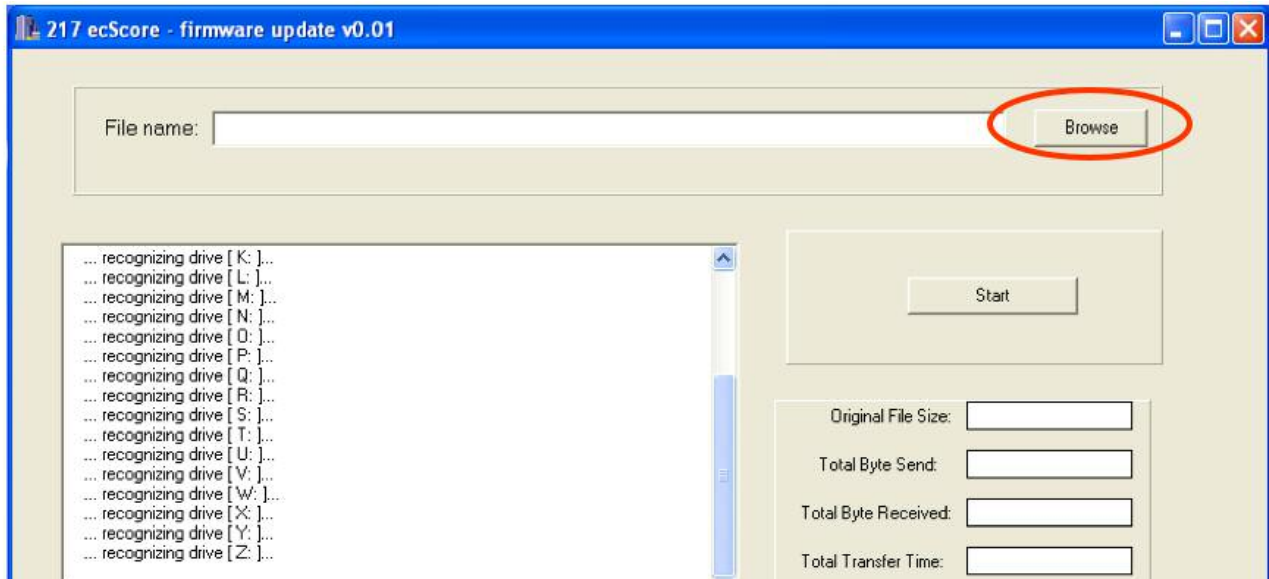 217 ecScore - firmware update v0.01
File name:
Browse
... recognizing drive [ K: ]...
... recognizing drive [ L: ]...
... recognizing drive [ M: ]...
... recognizing drive [ N: ]...
... recognizing drive [ O: ]...
... recognizing drive [ P: ]...
... recognizing drive [ Q: ]...
... recognizing drive [ R: ]...
... recognizing drive [ S: ]...
... recognizing drive [ T: ]...
... recognizing drive [ U: ]...
... recognizing drive [ V: ]...
... recognizing drive [ W: ]...
... recognizing drive [ X: ]...
... recognizing drive [ Y: ]...
... recognizing drive [ Z: ]...
Start
Original File Size:
Total Byte Send:
Total Byte Received:
Total Transfer Time: